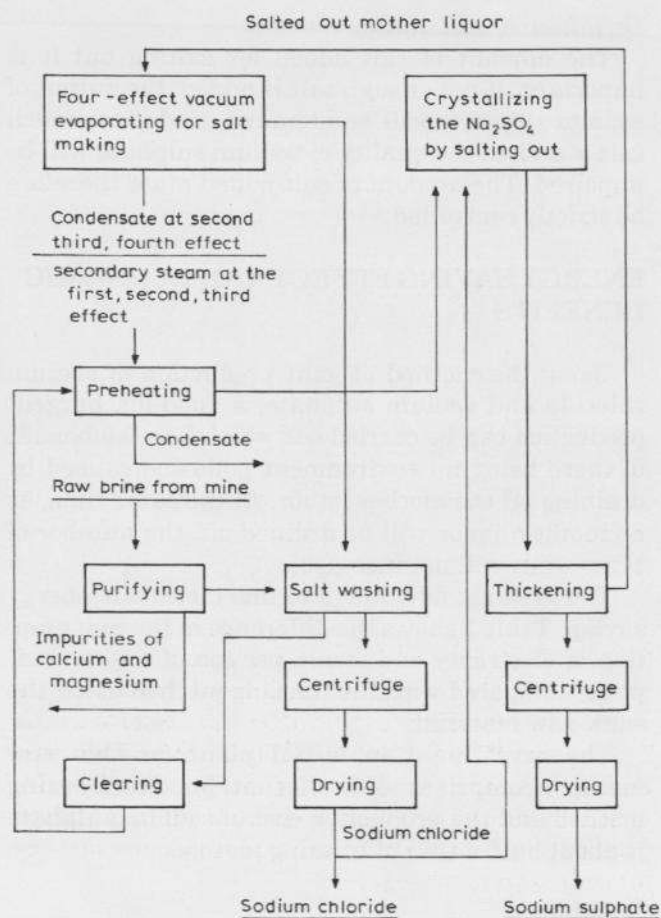 Salted out mother liquor
Four-effect vacuum
evaporating for salt
making
Crystallizing
the Na₂SO₄
by salting out
Condensate at second
third, fourth effect
secondary steam at the
first, second, third
effect
Preheating
Condensate
Raw brine from mine
Purifying
Salt washing
Thickening
Impurities of
calcium and
magnesium
Centrifuge
Centrifuge
Clearing
Drying
Drying
Sodium chloride
Sodium chloride
Sodium sulphate